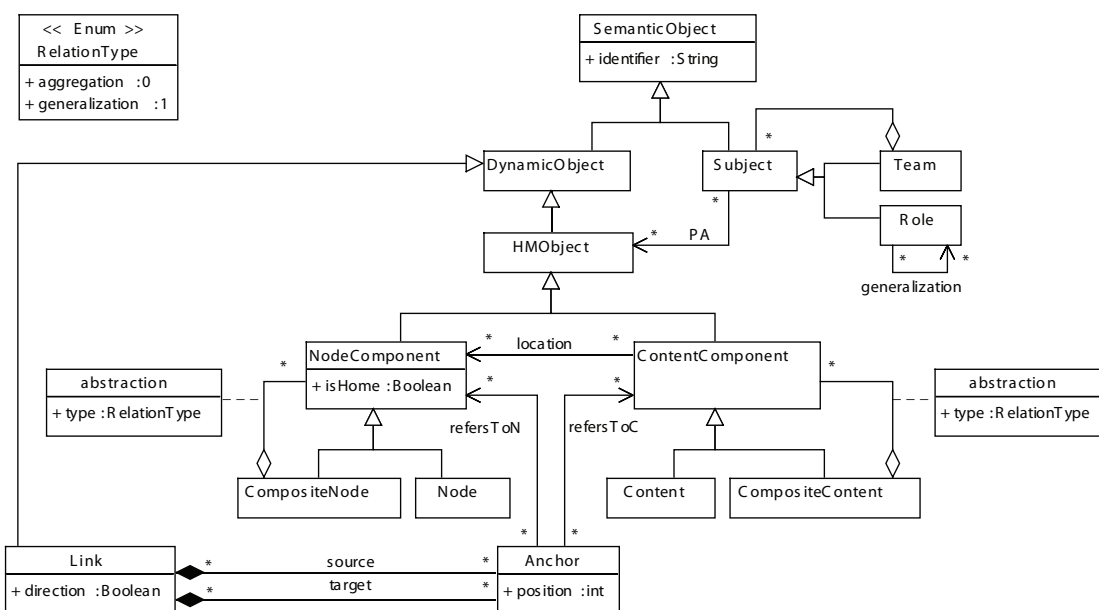 << Enum >>
RelationType
+ aggregation :0
+ generalization :1
SemanticObject
+ identifier :String
DynamicObject
Subject
*
Team
*
Role
HMObject
*
PA
*
*
generalization
NodeComponent
+ isHome :Boolean
*
location
*
ContentComponent
*
*
abstraction
+ type :RelationType
*
*
abstraction
+ type :RelationType
refersToN
refersToC
CompositeNode
Node
Content
CompositeContent
*
*
Link
+ direction :Boolean
*
source
*
*
target
*
Anchor
+ position :int